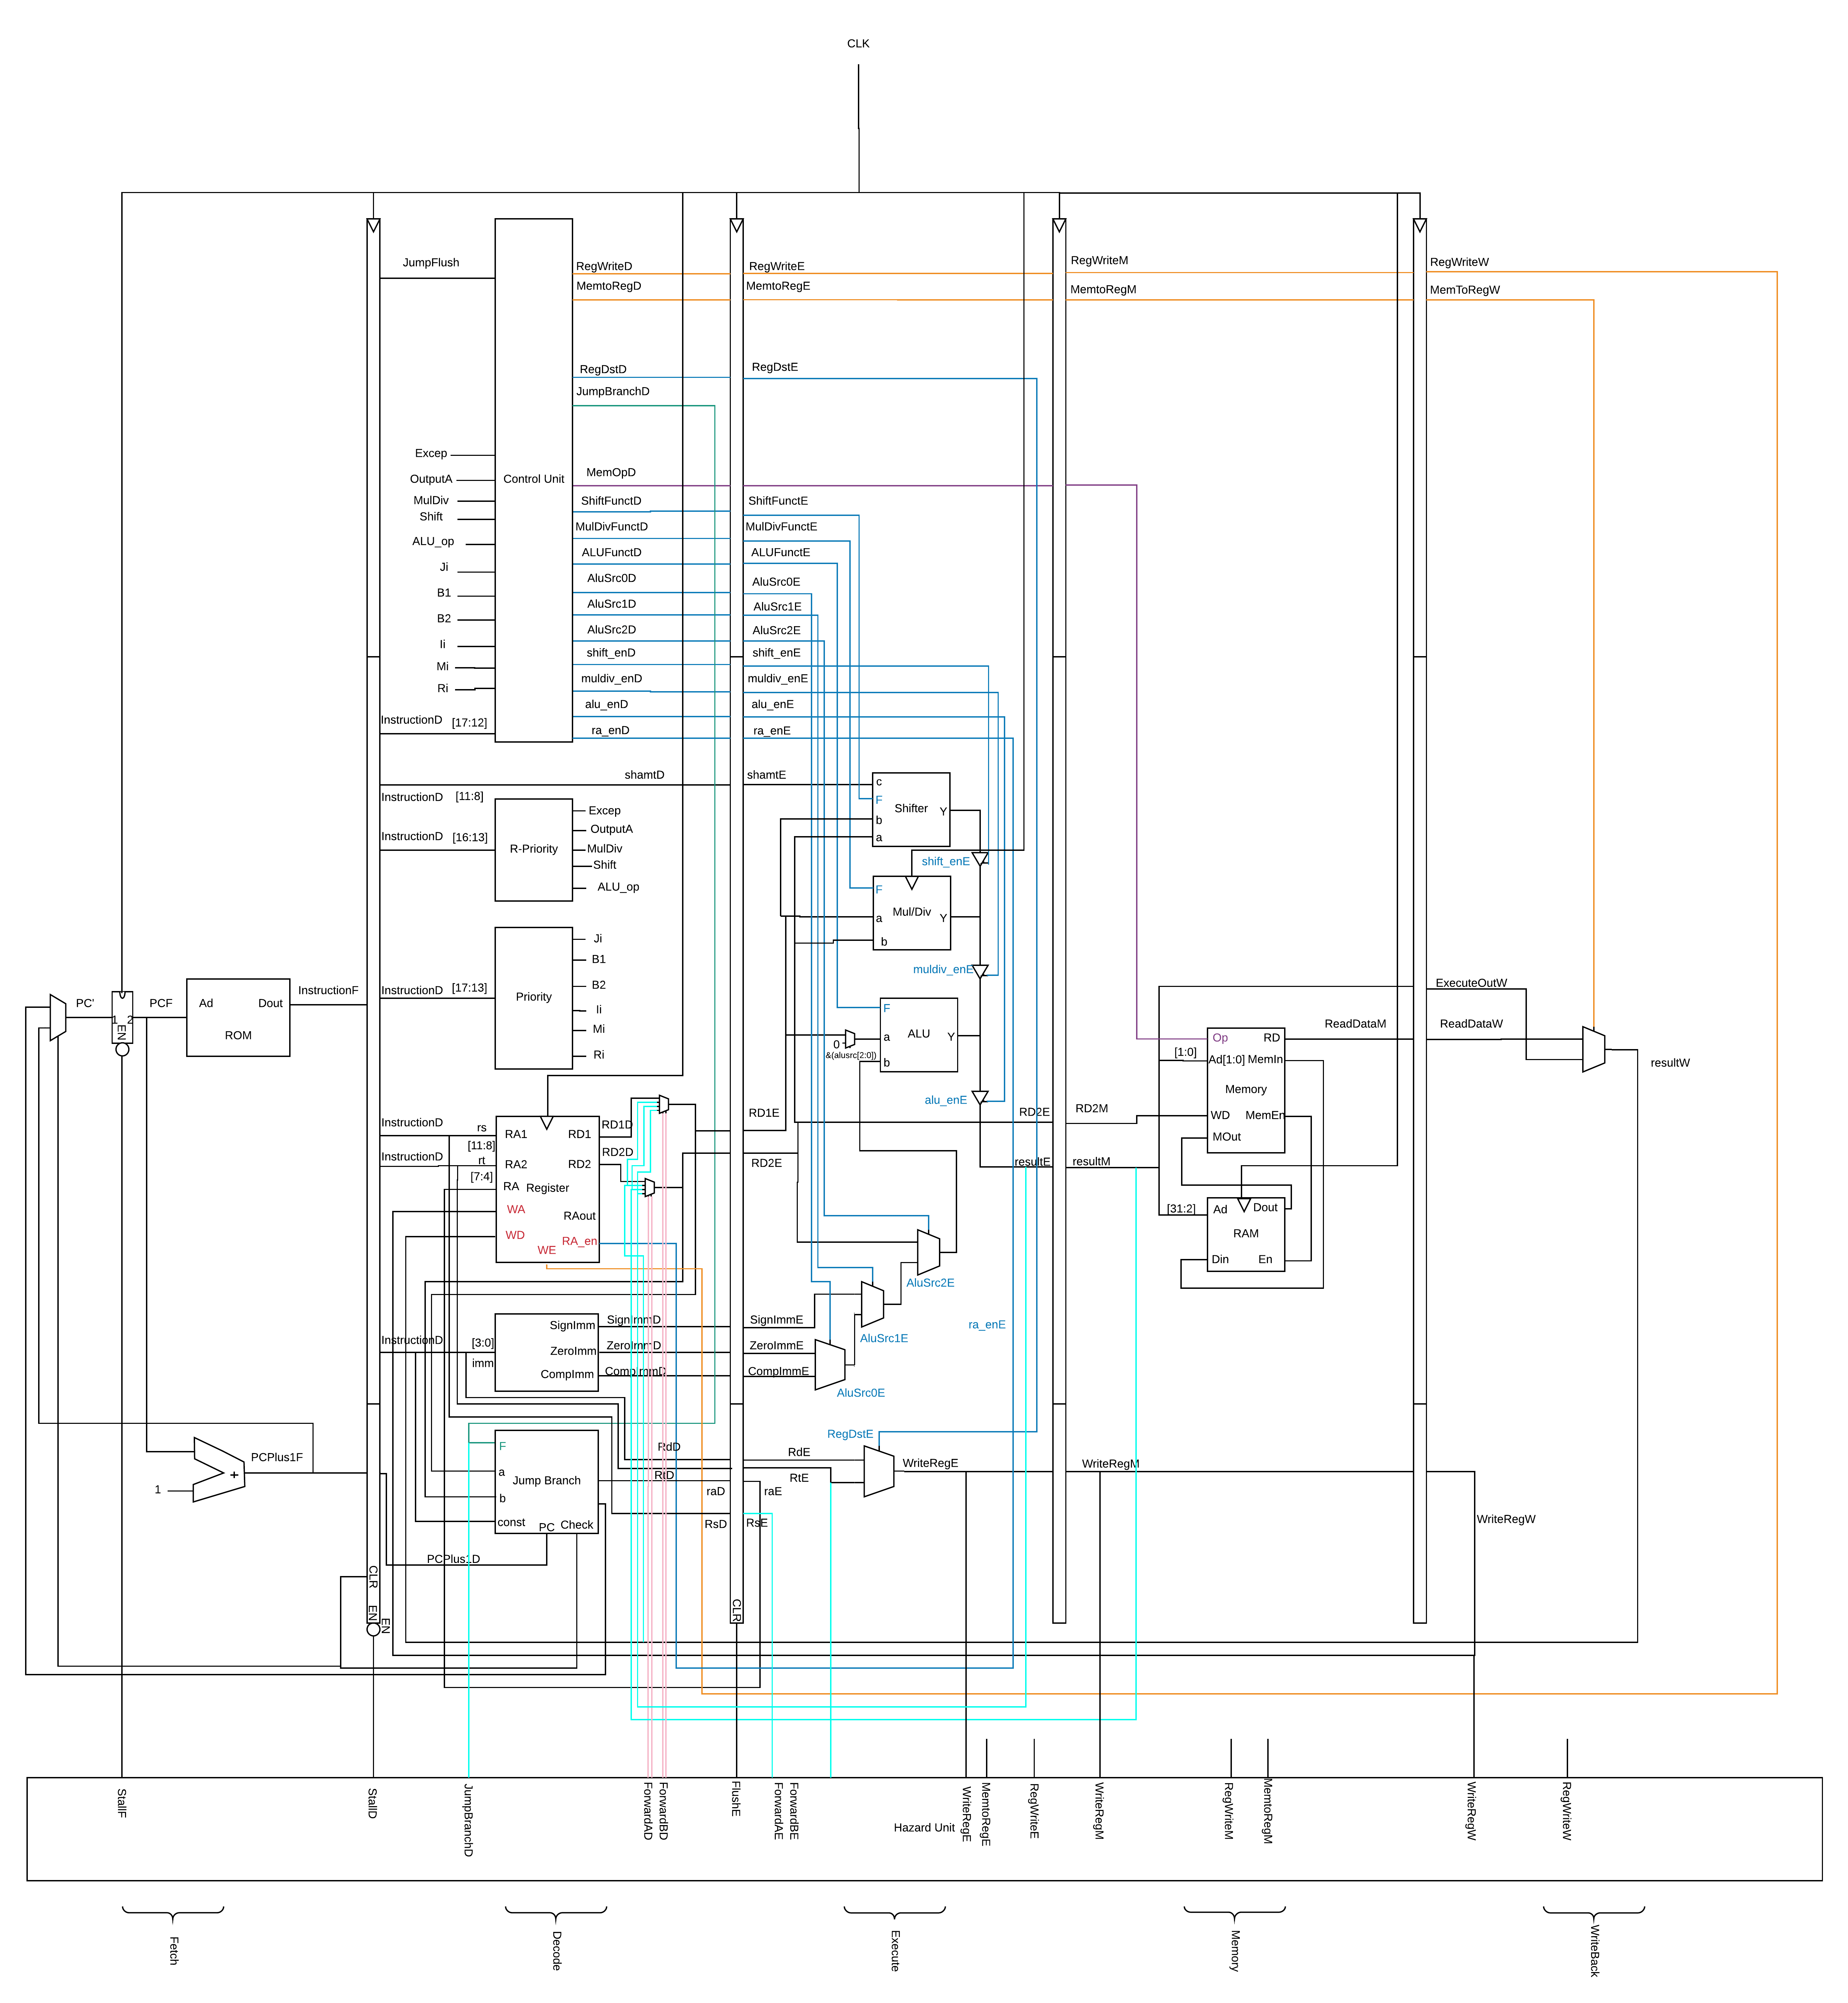 CLK
JumpFlush
RegWriteD
RegWriteE
RegWriteM
RegWriteW
MemtoRegD
MemtoRegE
MemtoRegM
MemToRegW
RegDstD
RegDstE
JumpBranchD
Excep
OutputA
MulDiv
Shift
ALU_op
Ji
B1
B2
Ii
Mi
Ri
Control Unit
MemOpD
ShiftFunctD
ShiftFunctE
MulDivFunctD
MulDivFunctE
ALUFunctD
ALUFunctE
AluSrc0D
AluSrc0E
AluSrc1D
AluSrc1E
AluSrc2D
AluSrc2E
shift_enD
shift_enE
muldiv_enD
muldiv_enE
alu_enD
alu_enE
ra_enD
ra_enE
InstructionD [17:12]
shamtD
shamtE
InstructionD [11:8]
InstructionD [16:13]
R-Priority
Excep
OutputA
MulDiv
Shift
ALU_op
c
F
b
a
Shifter
Y
shift_enE
F
a
b
Mul/Div
Y
muldiv_enE
InstructionD [17:13]
Priority
Ji
B1
B2
Ii
Mi
Ri
PC'
1 2
EN
PCF
Ad
Dout
ROM
InstructionF
F
a
b
ALU
Y
0
&(alusrc[2:0])
alu_enE
ExecuteOutW
ReadDataM
ReadDataW
resultW
Op
RD
[1:0]
Ad[1:0]
MemIn
Memory
WD
MemEn
MOut
[31:2]
Ad
Dout
RAM
Din
En
InstructionD
rs
[11:8]
InstructionD
rt
[7:4]
RA1
RD1
RA2
RD2
RA
Register
WA
RAout
WD
RA_en
WE
RD1D
RD2D
RD1E
RD2E
RD2E
RD2M
resultE
resultM
AluSrc2E
ra_enE
AluSrc1E
AluSrc0E
InstructionD
[3:0]
imm
SignImm
ZeroImm
CompImm
SignImmD
ZeroImmD
CompImmD
SignImmE
ZeroImmE
CompImmE
RegDstE
PCPlus1F
+
1
F
a
b
const
Jump Branch
PC
Check
RdD
RtD
raD
RsD
RdE
RtE
raE
RsE
WriteRegE
WriteRegM
WriteRegW
PCPlus1D
CLR
EN
EN
CLR
StallF
StallD
JumpBranchD
ForwardAD
ForwardBD
FlushE
ForwardAE
ForwardBE
Hazard Unit
WriteRegE
MemtoRegE
RegWriteE
WriteRegM
RegWriteM
MemtoRegM
WriteRegW
RegWriteW
Fetch
Decode
Execute
Memory
WriteBack